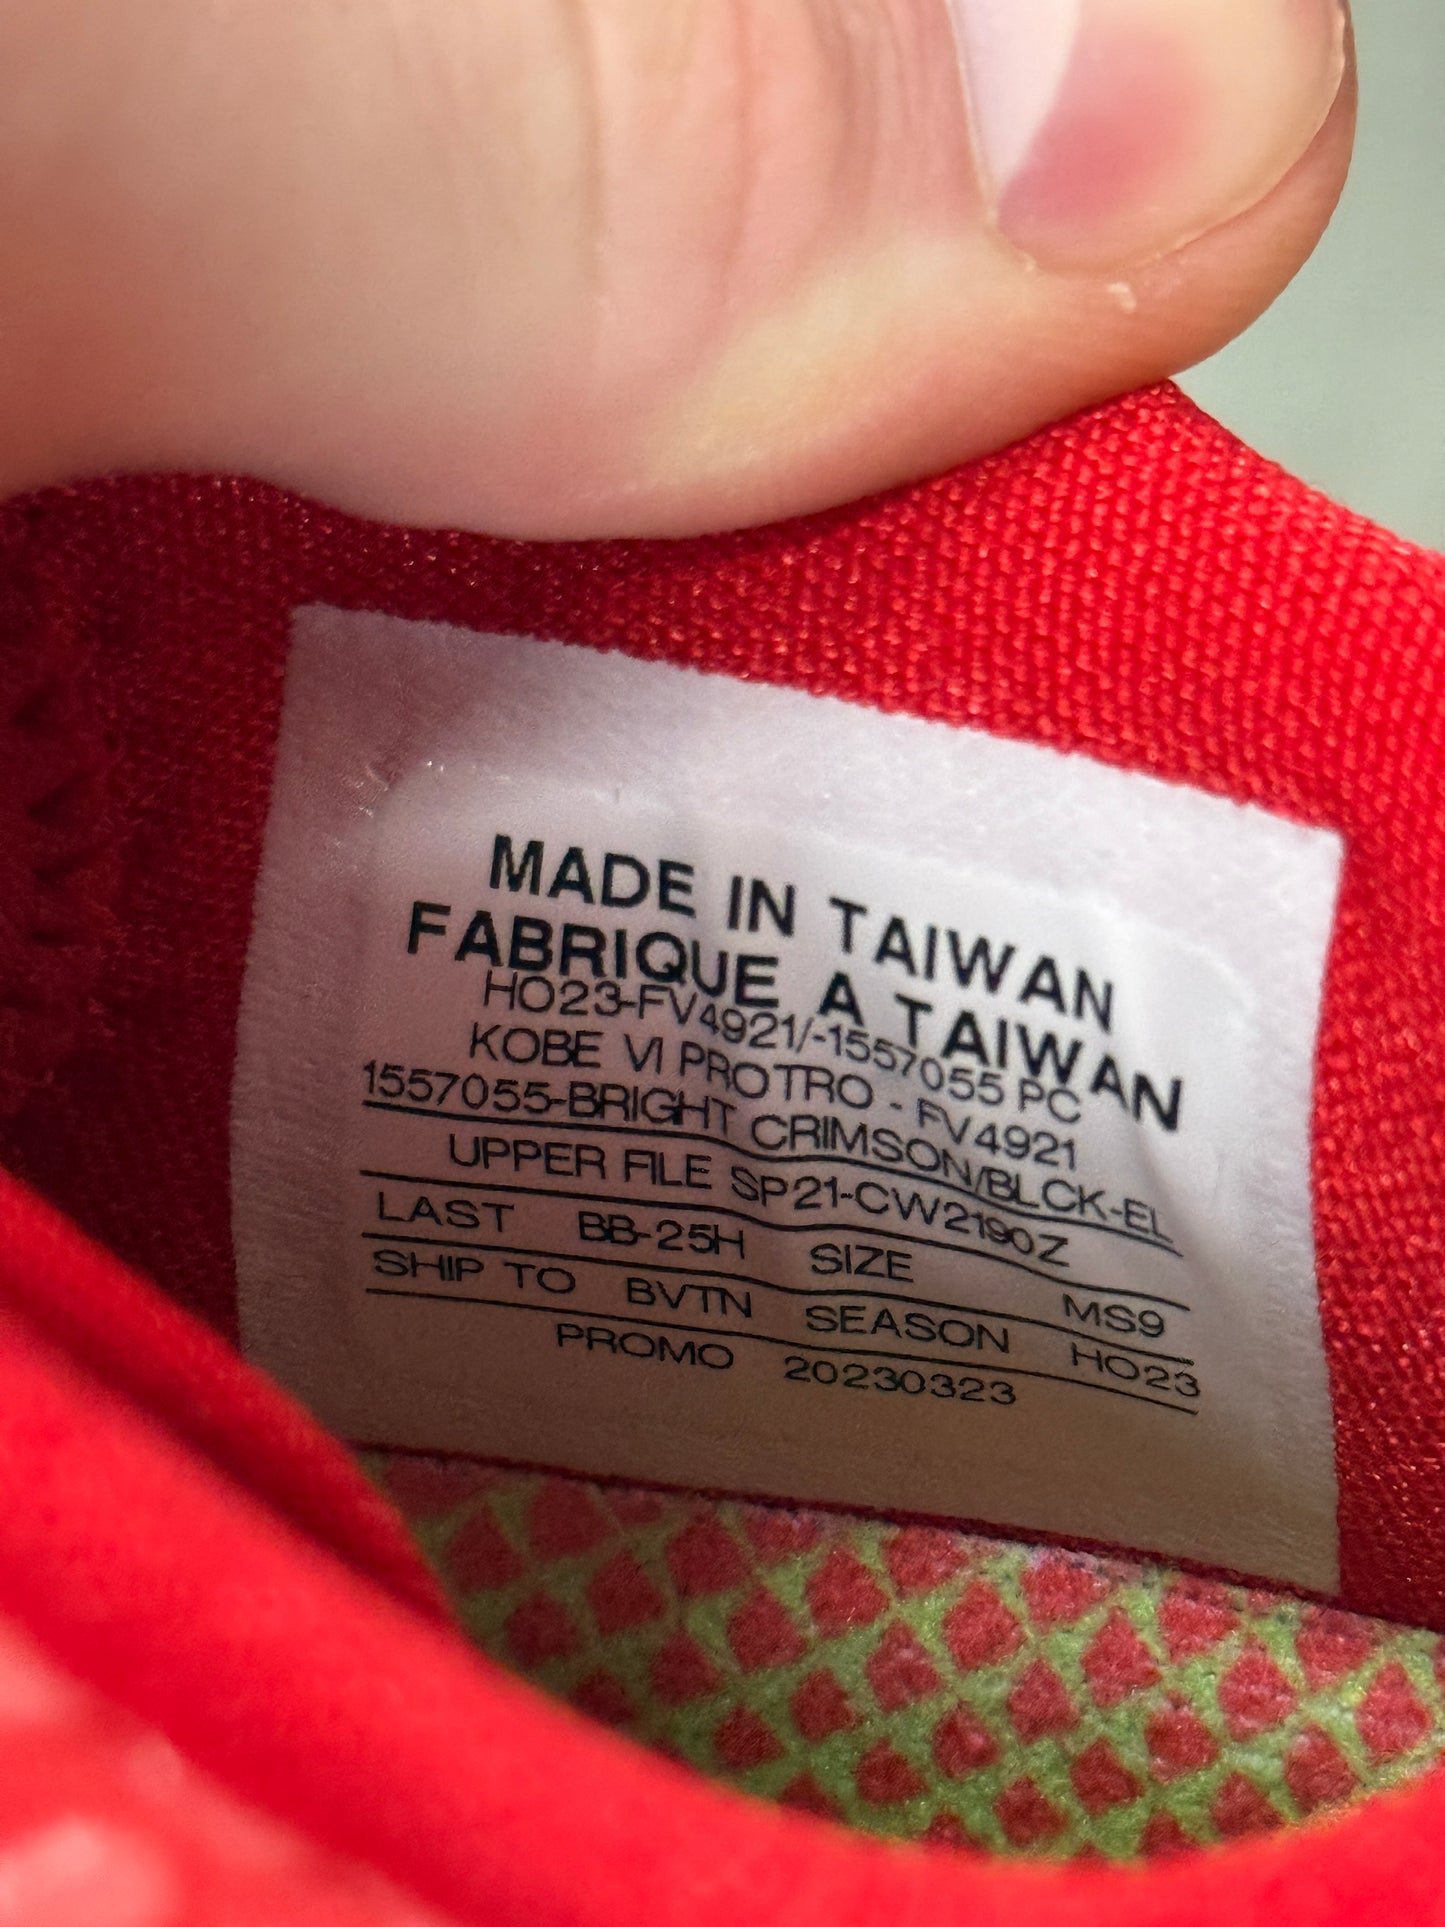 MADE IN TAIWAN
FABRIQUE A TAIWAN
HO23-FV4921/-1557055 PC
KOBE VI PROTRO - FV4921
1557055-BRIGHT CRIMSON/BLCK-EL
UPPER FILE SP21-CW2190Z
LAST BB-25H SIZE MS9
SHIP TO BVTN SEASON HO23
PROMO 20230323